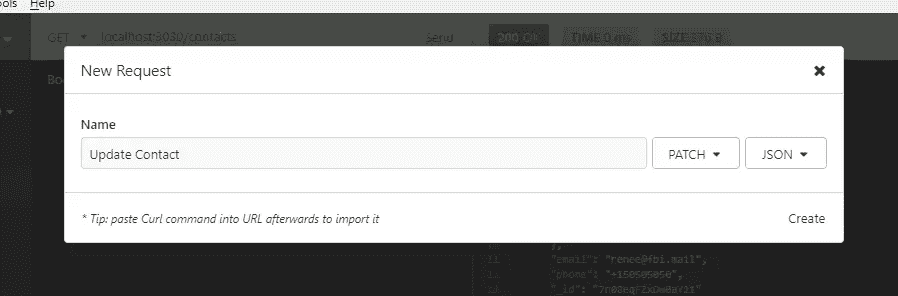 ools Help
GET localhost:3030/contacts Send 200 OK TIME 0 ms SIZE B
New Request
Name
Update Contact PATCH JSON
* Tip: paste Curl command into URL afterwards to import it Create
},
"email": "renee@fbi.mail",
"phone": "+150505050",
"_id":